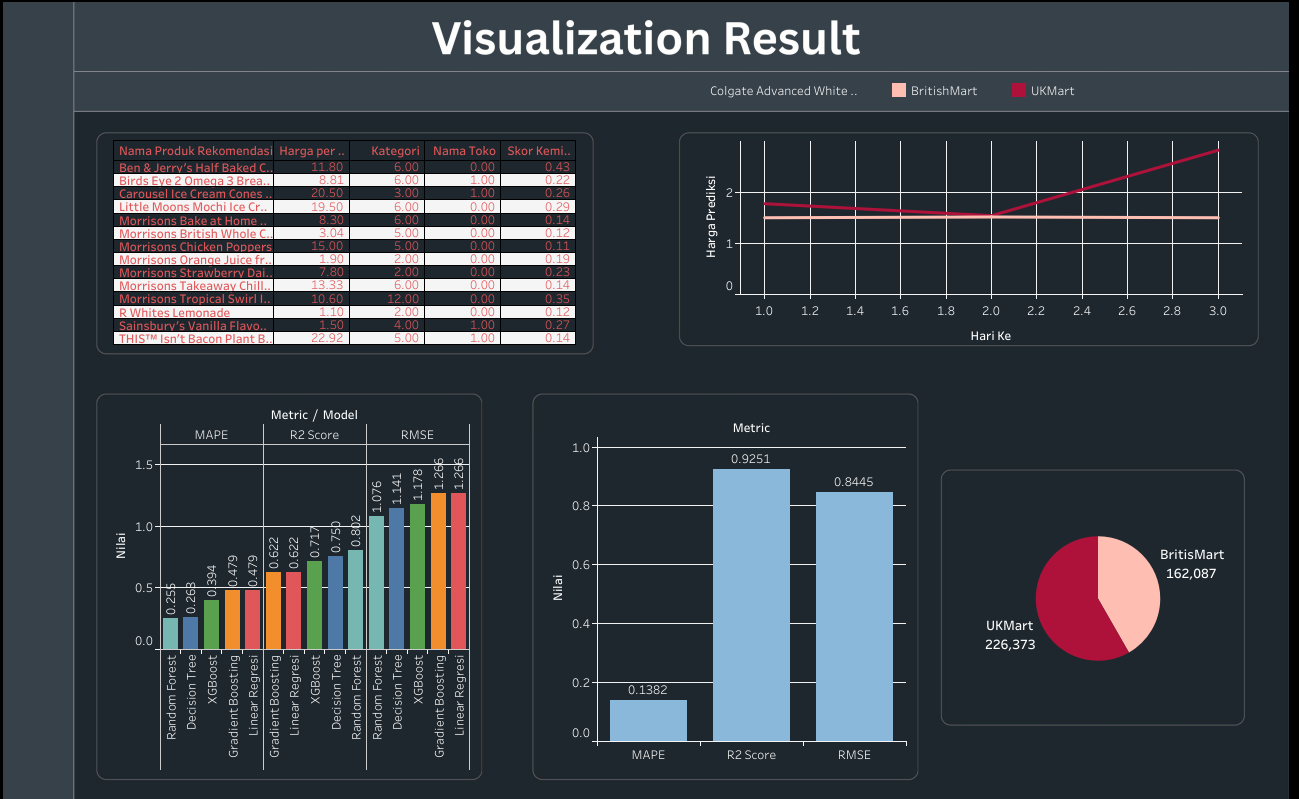 Visualization Result
Colgate Advanced White .. BritishMart UKMart
Nama Produk Rekomendasi Harga per .. Kategori Nama Toko Skor Kemi..
Ben & Jerry's Half Baked C.. 11.80 6.00 0.00 0.43
Birds Eye 2 Omega 3 Brea.. 8.81 6.00 1.00 0.22
Carousel Ice Cream Cones .. 20.50 3.00 1.00 0.26
Little Moons Mochi Ice Cr.. 19.50 6.00 0.00 0.29
Morrisons Bake at Home .. 8.30 6.00 0.00 0.14
Morrisons British Whole C.. 3.04 5.00 0.00 0.12
Morrisons Chicken Poppers 15.00 5.00 0.00 0.11
Morrisons Orange Juice fr.. 1.90 2.00 0.00 0.19
Morrisons Strawberry Dai.. 7.80 2.00 0.00 0.23
Morrisons Takeaway Chill.. 13.33 6.00 0.00 0.14
Morrisons Tropical Swirl I.. 10.60 12.00 0.00 0.35
R Whites Lemonade 1.10 2.00 0.00 0.12
Sainsbury's Vanilla Flavo.. 1.50 4.00 1.00 0.27
THIS™ Isn't Bacon Plant B.. 22.92 5.00 1.00 0.14
Harga Prediksi
2
1
0
1.0 1.2 1.4 1.6 1.8 2.0 2.2 2.4 2.6 2.8 3.0
Hari Ke
Metric / Model
MAPE R2 Score RMSE
Nilai
1.5
1.0
0.5
0.0
0.255 0.263 0.394 0.479 0.479 0.622 0.622 0.717 0.750 0.802 1.076 1.141 1.178 1.266 1.266
Random Forest
Decision Tree
XGBoost
Gradient Boosting
Linear Regresi
Gradient Boosting
Linear Regresi
XGBoost
Decision Tree
Random Forest
Random Forest
Decision Tree
XGBoost
Gradient Boosting
Linear Regresi
Metric
Nilai
1.0
0.8
0.6
0.4
0.2
0.0
0.1382 0.9251 0.8445
MAPE R2 Score RMSE
BritisMart
162,087
UKMart
226,373